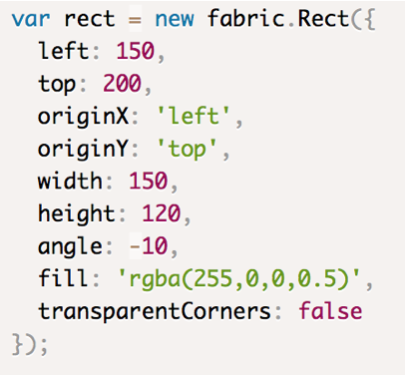 var rect = new fabric.Rect({
  left: 150,
  top: 200,
  originX: 'left',
  originY: 'top',
  width: 150,
  height: 120,
  angle: -10,
  fill: 'rgba(255,0,0,0.5)',
  transparentCorners: false
});